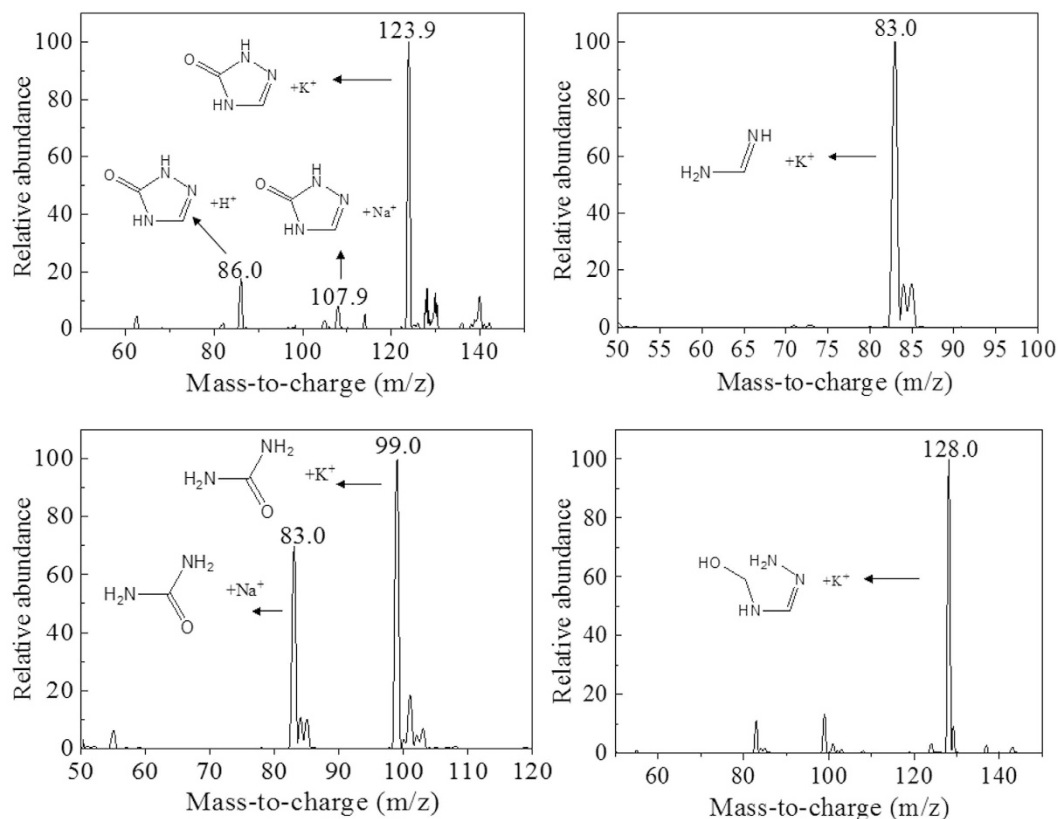 123.9
100
80
60
40
20
0
Relative abundance
H
O
N
N
HN
+K⁺
H
O
N
N
HN
+H⁺
H
O
N
N
HN
+Na⁺
86.0
107.9
60
80
100
120
140
Mass-to-charge (m/z)
83.0
100
80
60
40
20
0
Relative abundance
NH
H₂N
+K⁺
50
55
60
65
70
75
80
85
90
95
100
Mass-to-charge (m/z)
99.0
100
80
60
40
20
0
Relative abundance
NH₂
H₂N
O
+K⁺
83.0
NH₂
H₂N
O
+Na⁺
50
60
70
80
90
100
110
120
Mass-to-charge (m/z)
128.0
100
80
60
40
20
0
Relative abundance
HO
H₂N
N
HN
+K⁺
60
80
100
120
140
Mass-to-charge (m/z)